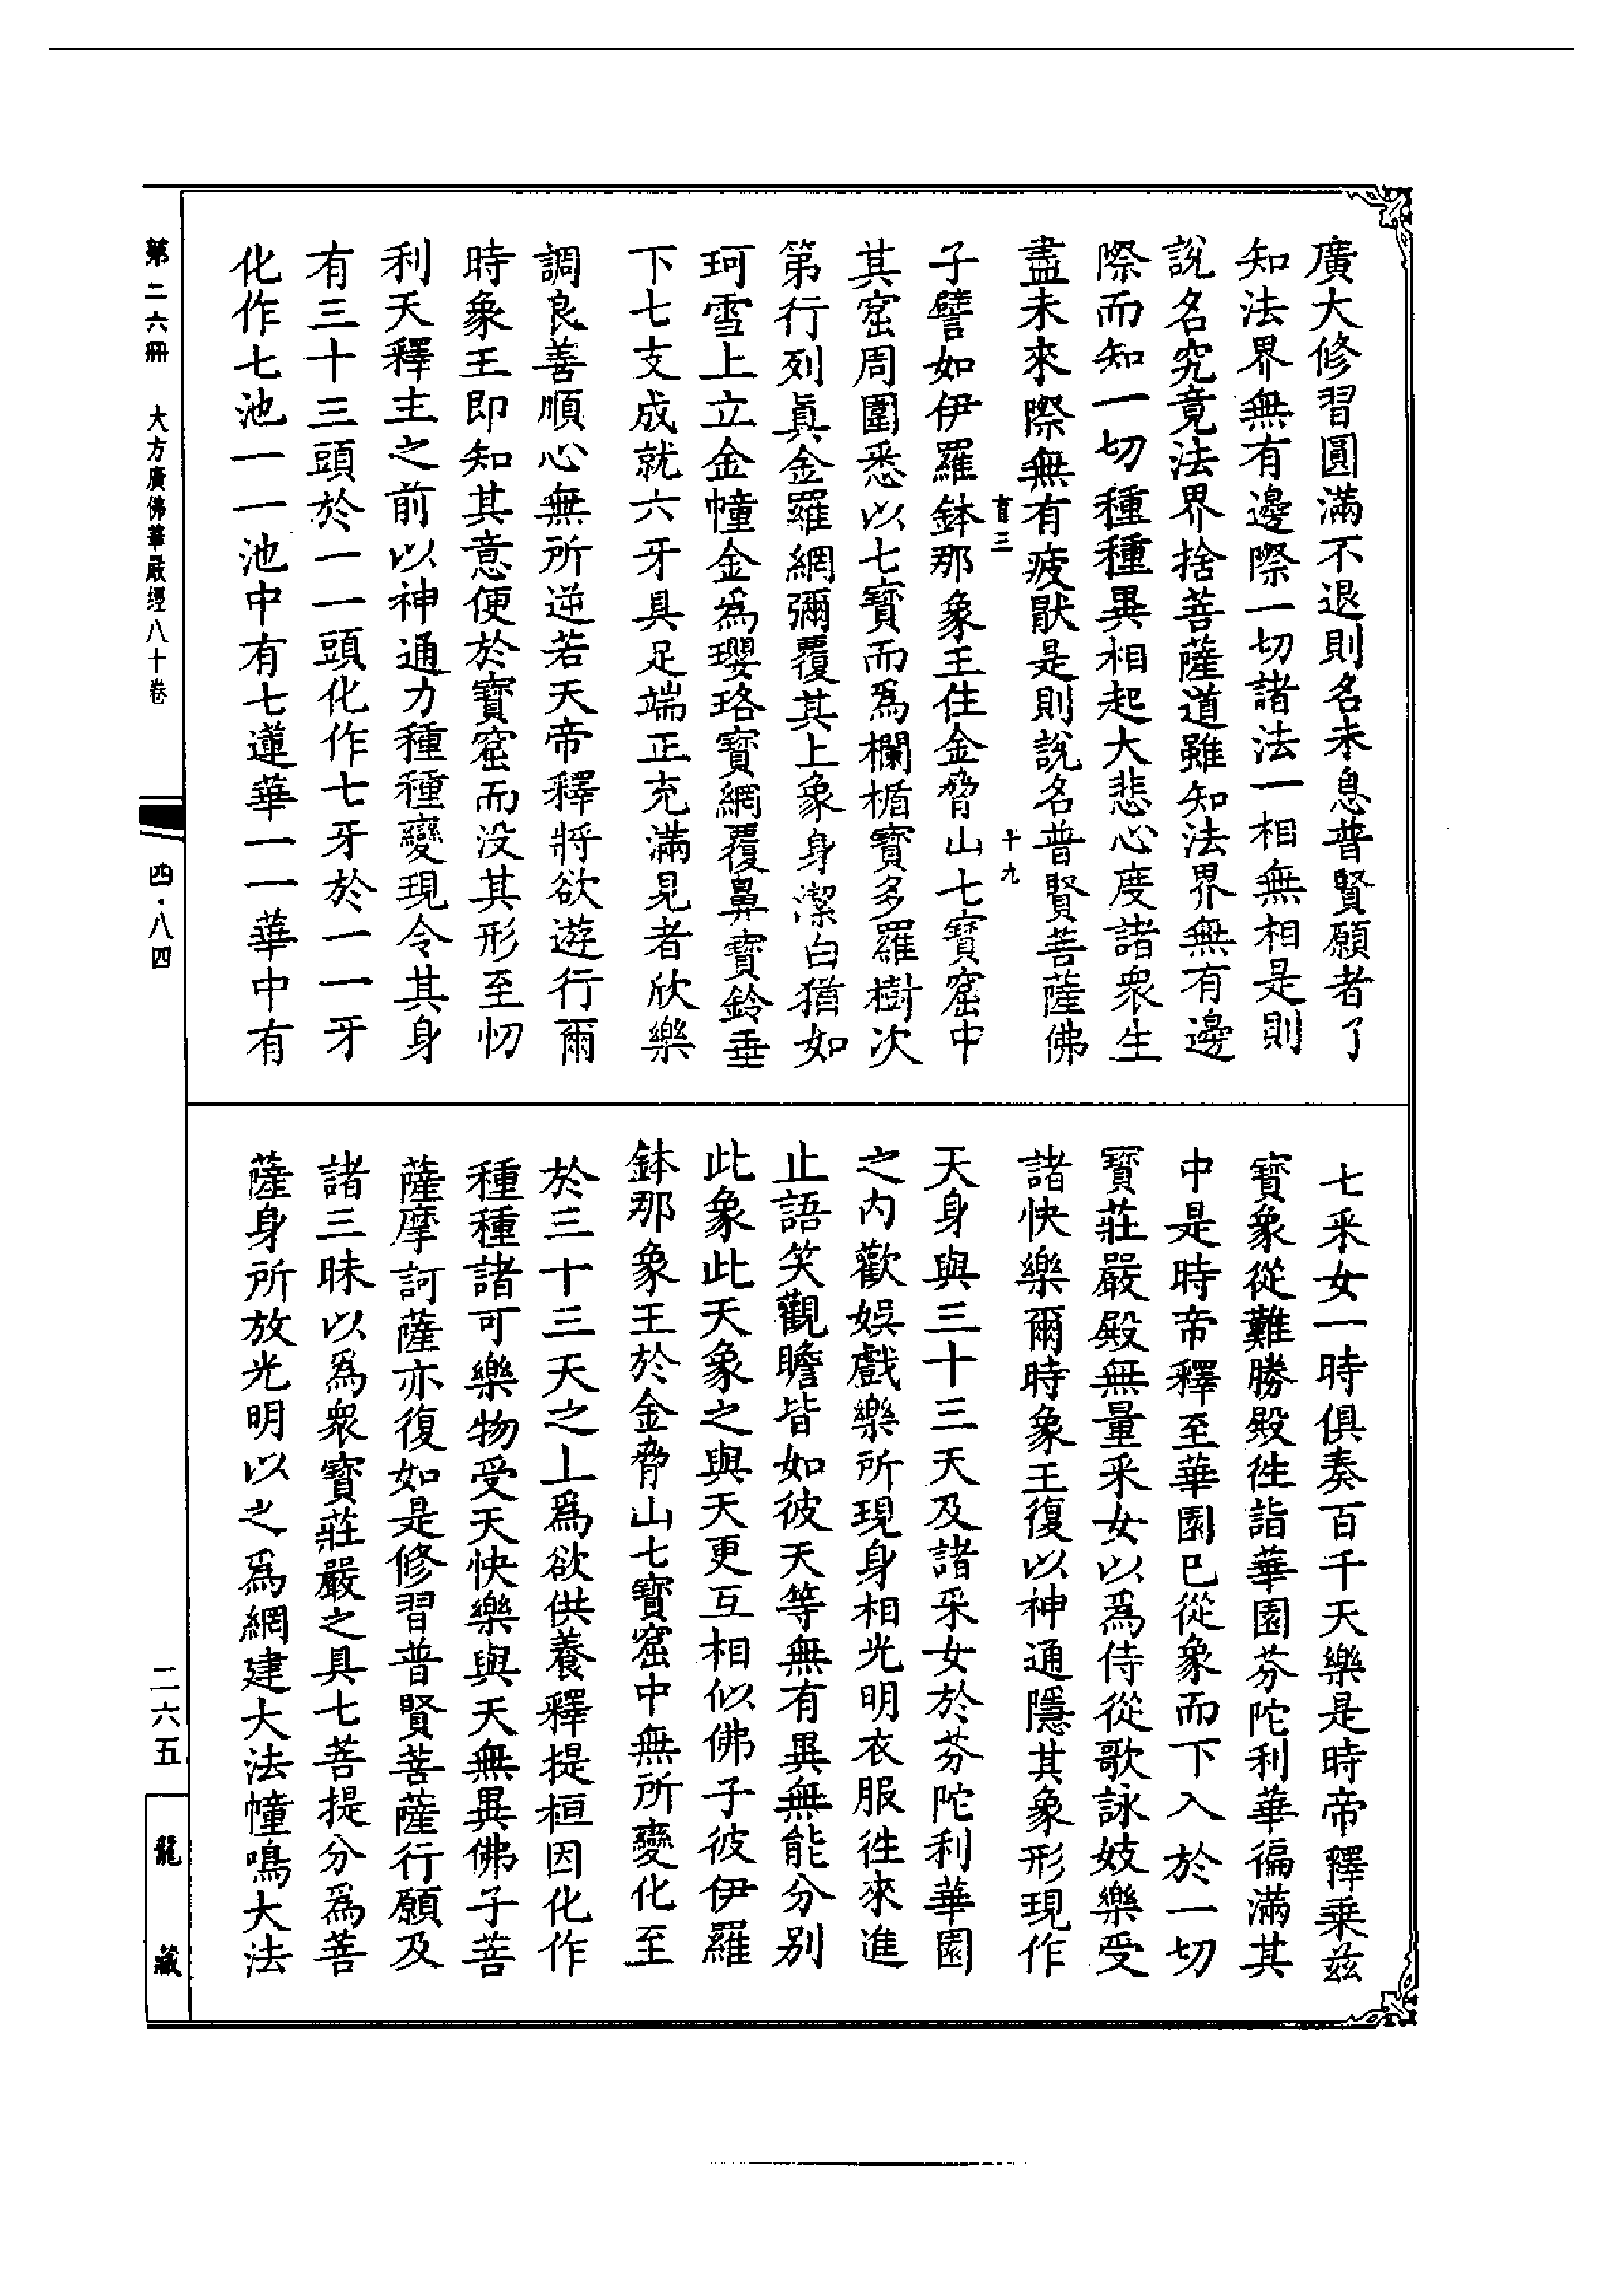 廣大修習圓滿不退則名未息普賢願者了
知法界無有邊際一切諸法一相無相是則
說名究竟法界捨菩薩道雖知法界無有邊
際而知一切種種異相起大悲心度諸衆生
盡未來際無有疲猒是則說名普賢菩薩佛
首三
十九
子譬如伊羅鉢那象王住金脅山七寶窟中
其窟周圍悉以七寶而爲欄楯寶多羅樹次
第行列眞金羅網彌覆其上象身潔白猶如
珂雪上立金幢金爲瓔珞寶網覆鼻寶鈴垂
下七支成就六牙具足端正充滿見者欣樂
調良善順心無所逆若天帝釋將欲遊行爾
時象王即知其意便於寶窟而沒其形至忉
利天釋主之前以神通力種種變現令其身
有三十三頭於一一頭化作七牙於一一牙
化作七池一一池中有七蓮華一一華中有
七采女一時俱奏百千天樂是時帝釋乗茲
寶象從難勝殿徃詣華園芬陀利華徧滿其
中是時帝釋至華園已從象而下入於一切
寶莊嚴殿無量采女以爲侍從歌詠妓樂受
諸快樂爾時象王復以神通隱其象形現作
天身與三十三天及諸采女於芬陀利華園
之內歡娛戲樂所現身相光明衣服徃來進
止語笑觀瞻皆如彼天等無有異無能分別
此象此天象之與天更互相似佛子彼伊羅
鉢那象王於金脅山七寶窟中無所變化至
於三十三天之上爲欲供養釋提桓因化作
種種諸可樂物受天快樂與天無異佛子菩
薩摩訶薩亦復如是修習普賢菩薩行願及
諸三昧以爲衆寶莊嚴之具七菩提分爲菩
薩身所放光明以之爲網建大法幢鳴大法
第二六冊　大方廣佛華嚴經八十卷
四·八四
二六五
龍藏